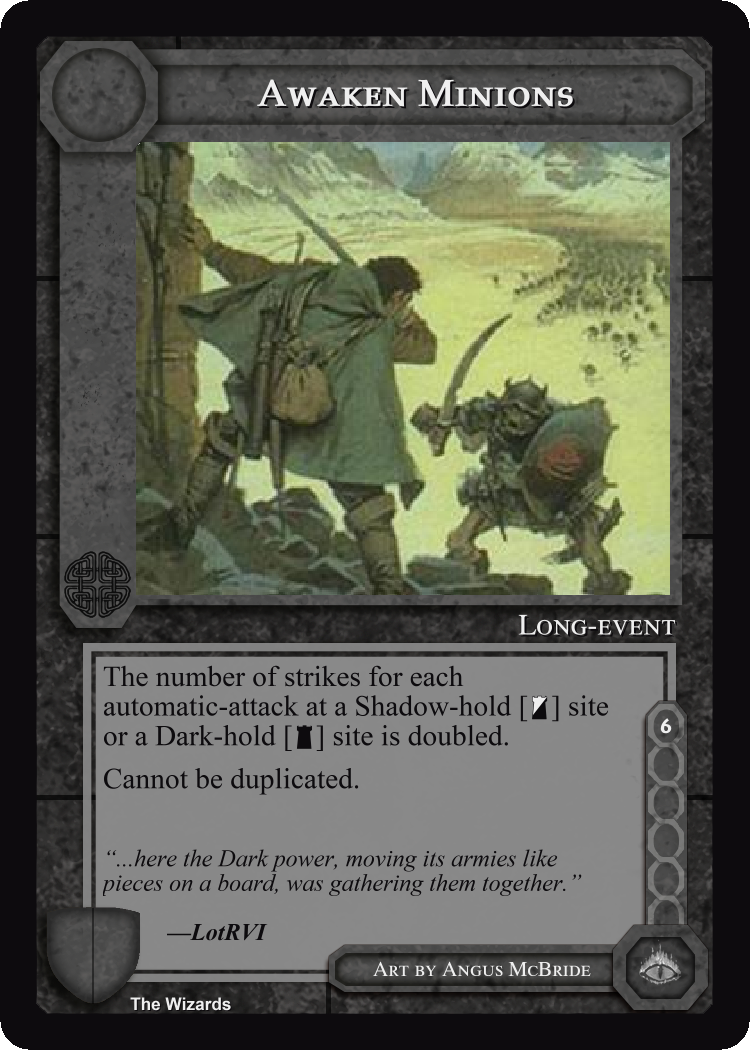 Awaken Minions
Long-event
The number of strikes for each
automatic-attack at a Shadow-hold [ ] site
or a Dark-hold [ ] site is doubled.
Cannot be duplicated.
6
“...here the Dark power, moving its armies like
pieces on a board, was gathering them together.”
—LotRVI
Art by Angus McBride
The Wizards